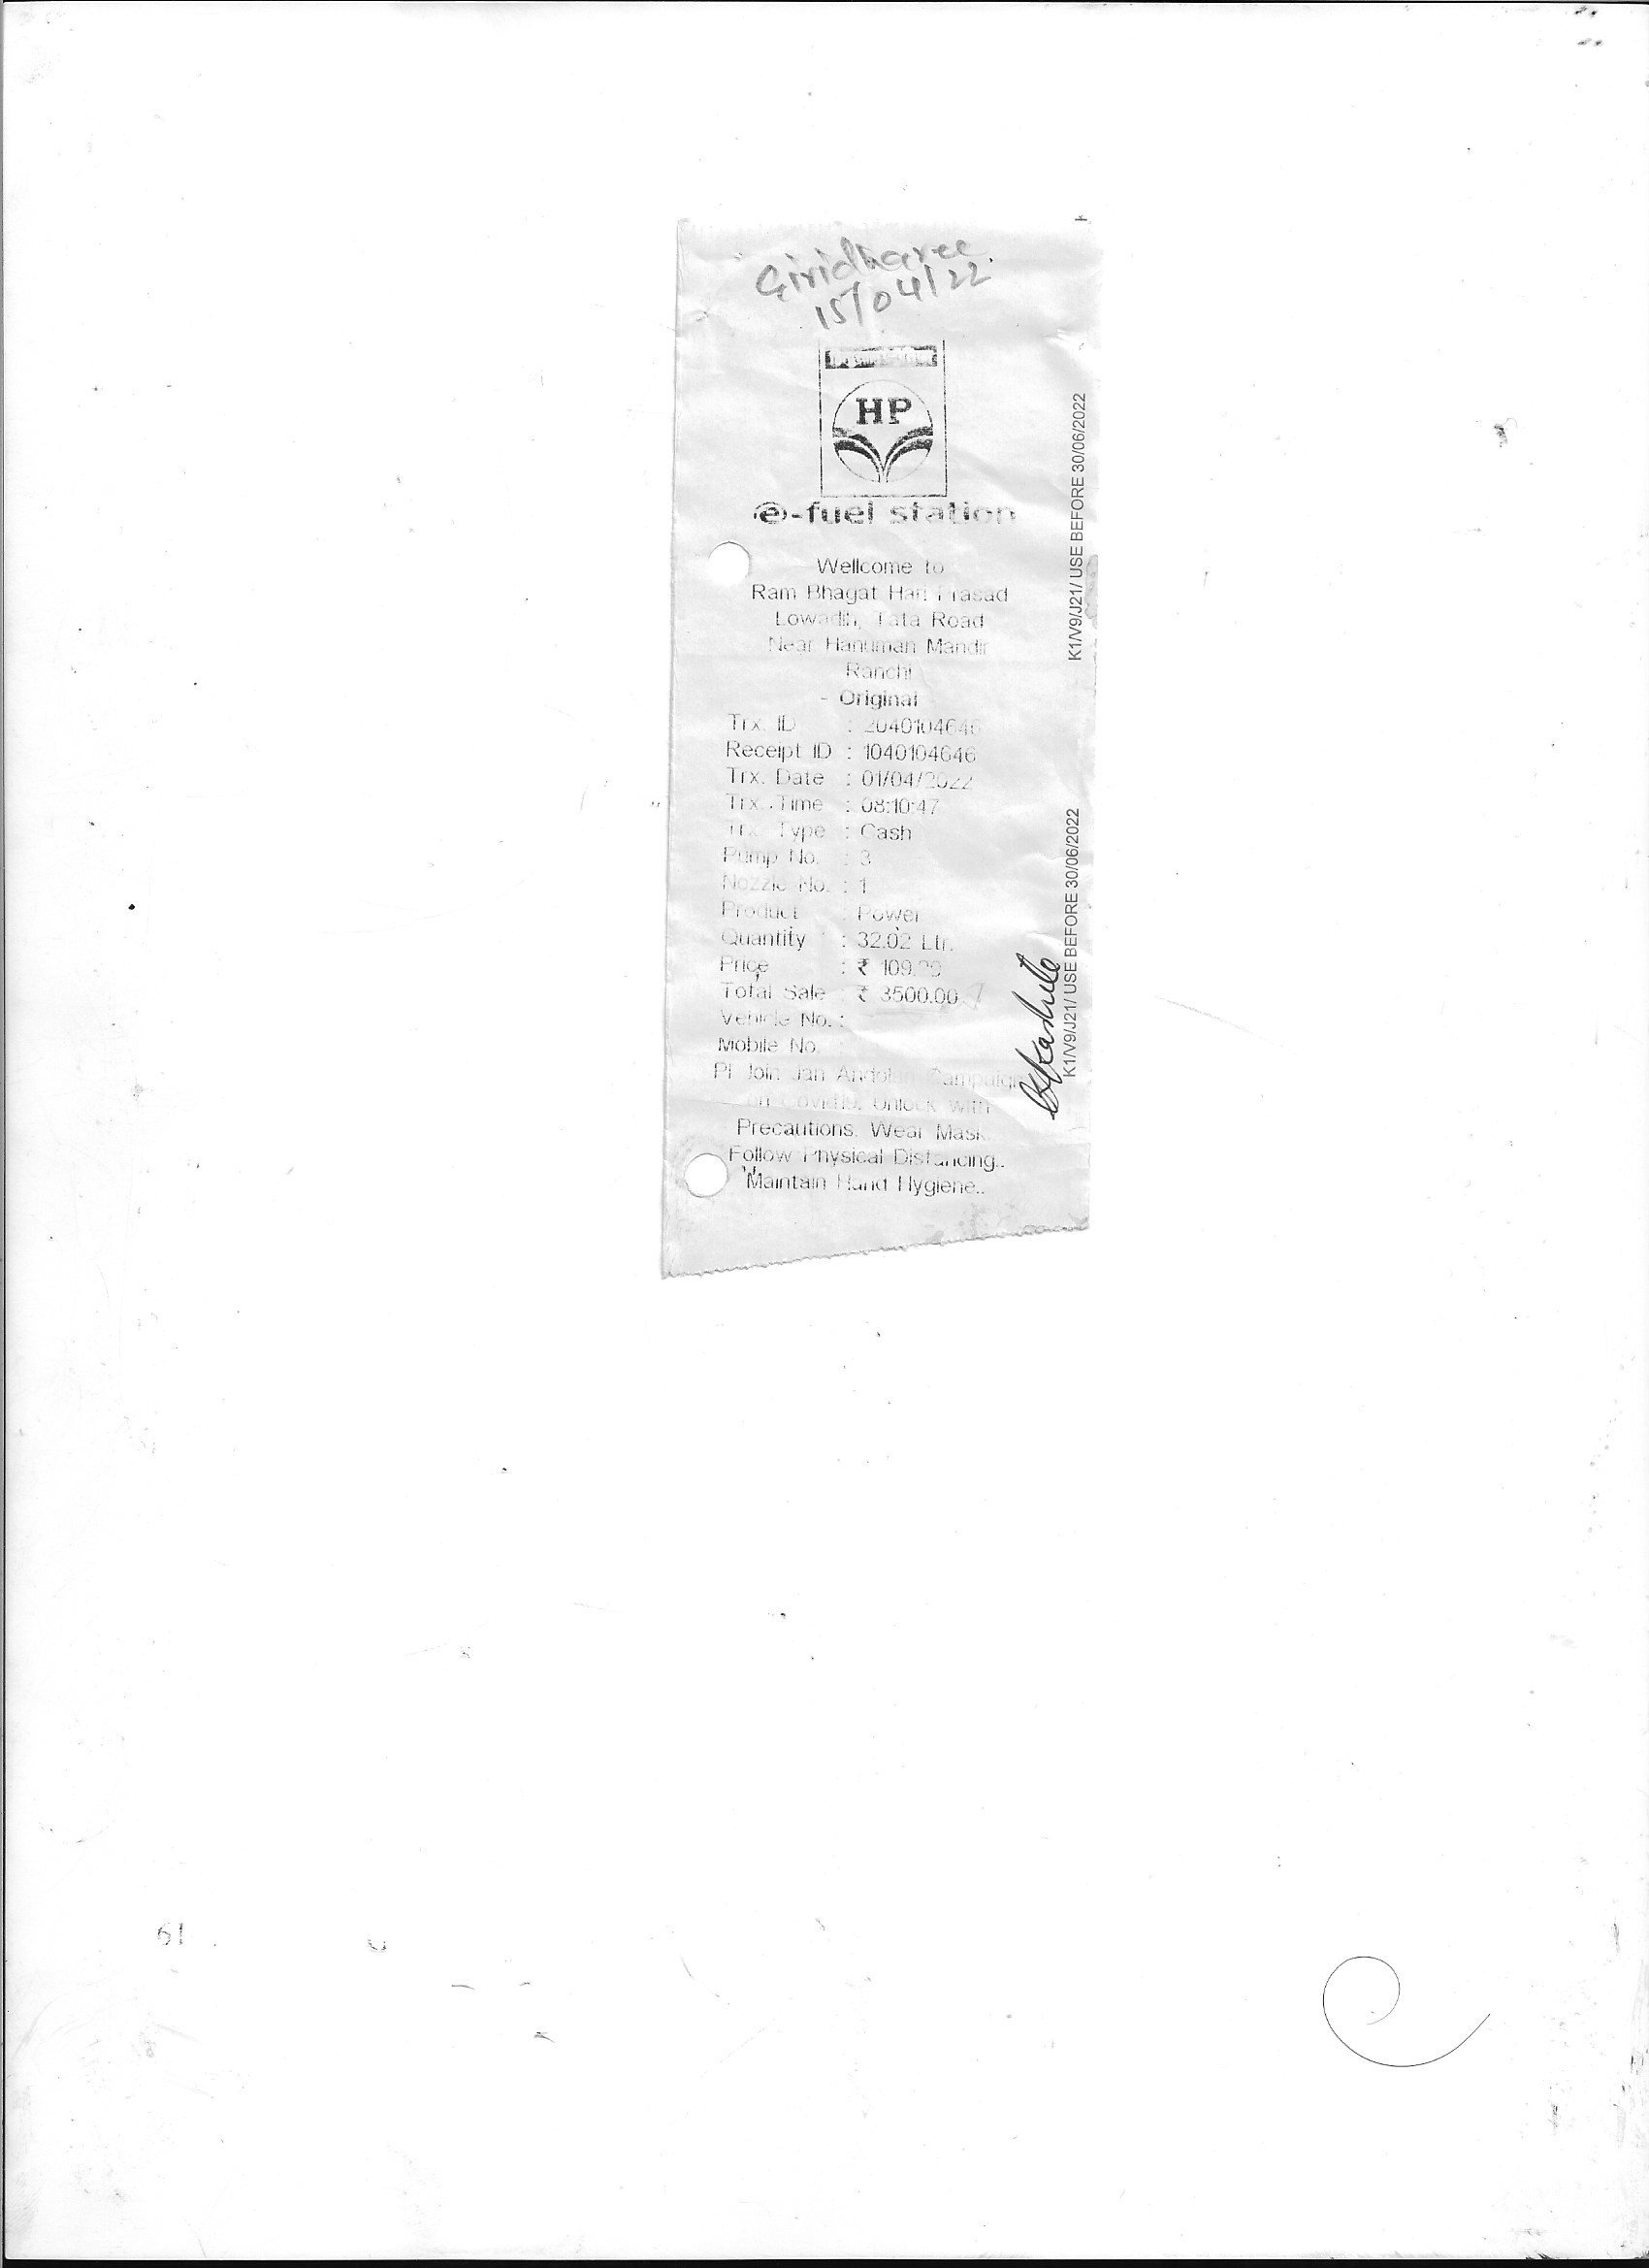 Giridharee.
15/04/22
HP
e-fuel station
Wellcome to
Ram Bhagat Hari Prasad
Lowadih, Tata Road
Near Hanuman Mandir
Ranchi
- Original
Trx. ID : 2040104646
Receipt ID : 1040104646
Trx. Date : 01/04/2022
Trx. Time : 08:10:47
Trx. Type : Cash
Pump No. : 3
Nozzle No. : 1
Product : Power
Quantity : 32.02 Ltr.
Price : ₹
Total Sale : ₹ 3500.00
Vehicle No. :
Mobile No.
Pl Join Jan Andolan Campaign
on Covid19. Unlock with
Precautions. Wear Mask.
Follow Physical Distancing..
Maintain Hand Hygiene..
K1/V9/J21/ USE BEFORE 30/06/2022
K1/V9/J21/ USE BEFORE 30/06/2022